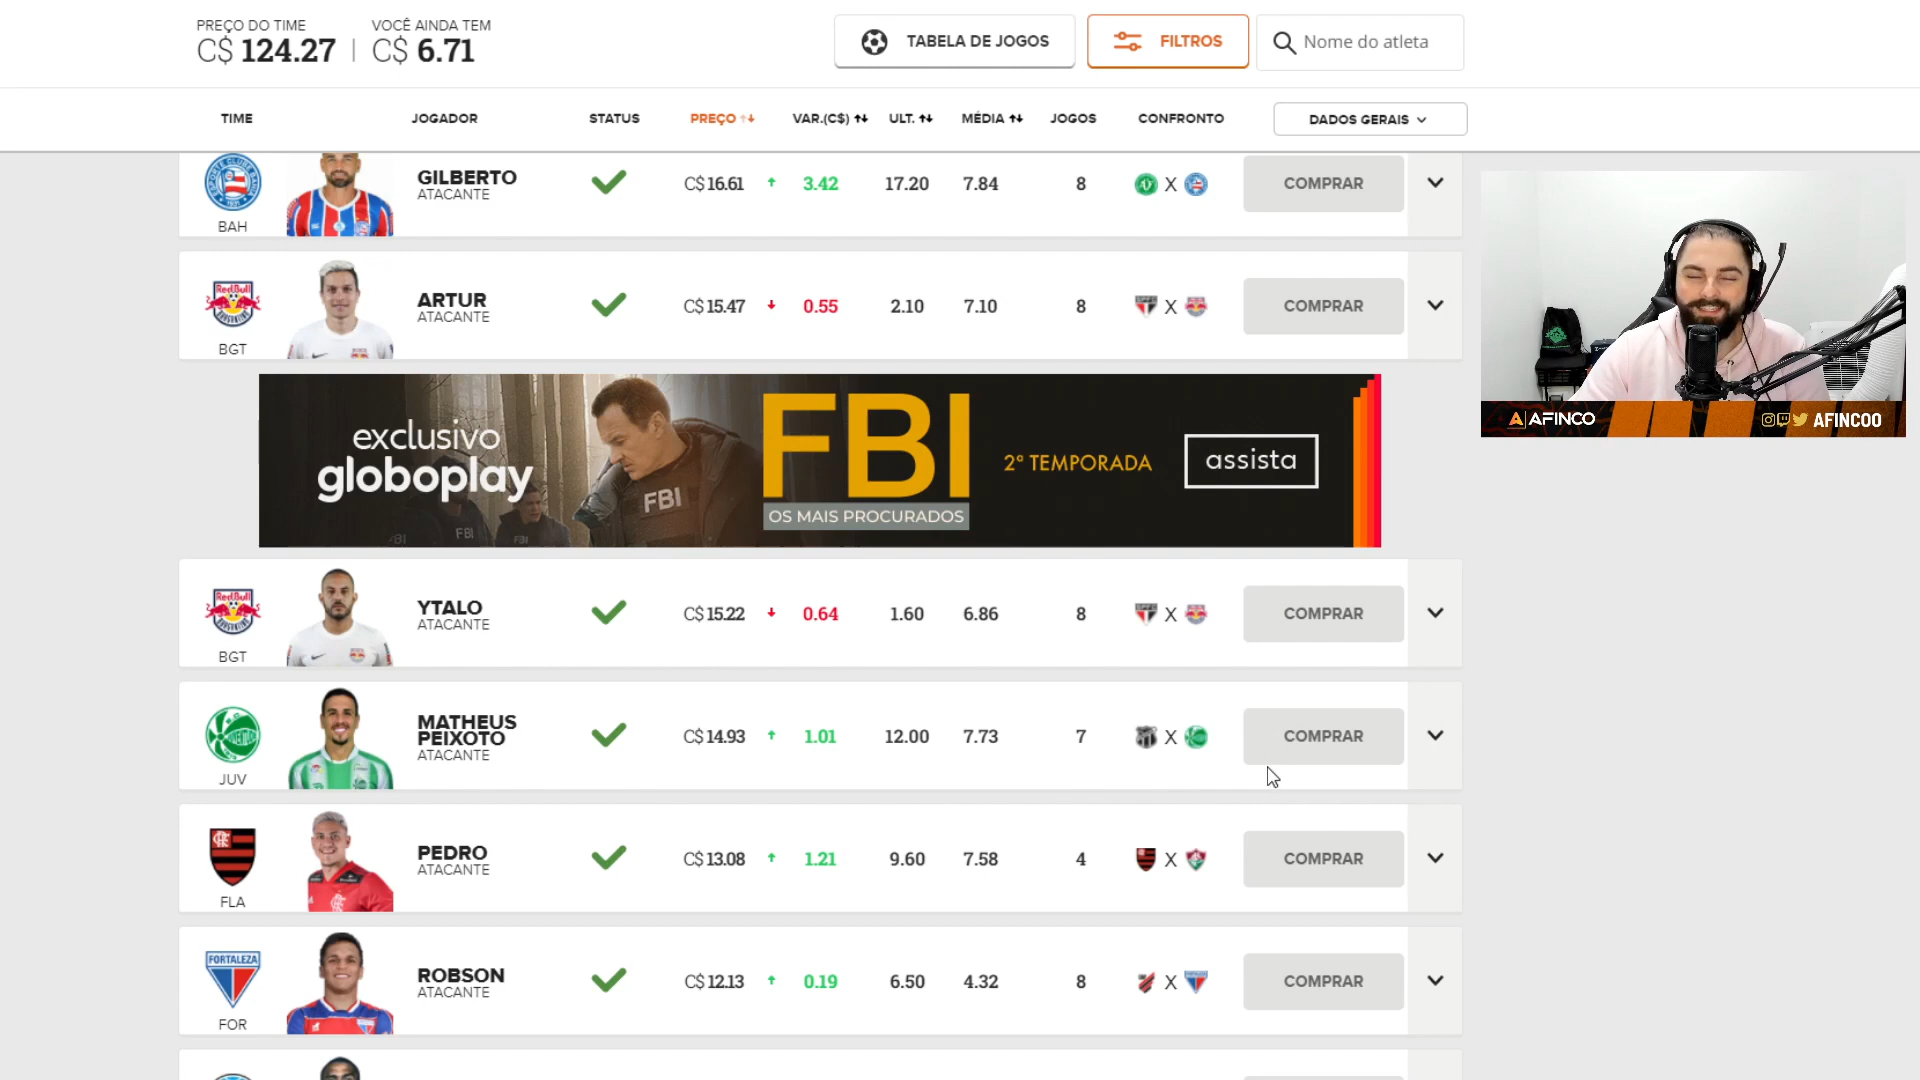 PREÇO DO TIME
C$ 124.27
VOCÊ AINDA TEM
C$ 6.71
TABELA DE JOGOS
FILTROS
Nome do atleta
TIME
JOGADOR
STATUS
PREÇO
VAR.(C$)
ULT.
MÉDIA
JOGOS
CONFRONTO
DADOS GERAIS
BAH
GILBERTO
ATACANTE
C$ 16.61
3.42
17.20
7.84
8
X
COMPRAR
RedBull
BGT
ARTUR
ATACANTE
C$ 15.47
0.55
2.10
7.10
8
X
COMPRAR
exclusivo
globoplay
FBI
FBI
FBI
OS MAIS PROCURADOS
2ª TEMPORADA
assista
RedBull
BGT
YTALO
ATACANTE
C$ 15.22
0.64
1.60
6.86
8
X
COMPRAR
JUV
MATHEUS
PEIXOTO
ATACANTE
C$ 14.93
1.01
12.00
7.73
7
X
COMPRAR
FLA
PEDRO
ATACANTE
C$ 13.08
1.21
9.60
7.58
4
X
COMPRAR
FORTALEZA
FOR
ROBSON
ATACANTE
C$ 12.13
0.19
6.50
4.32
8
X
COMPRAR
AFINCO
AFINCOO